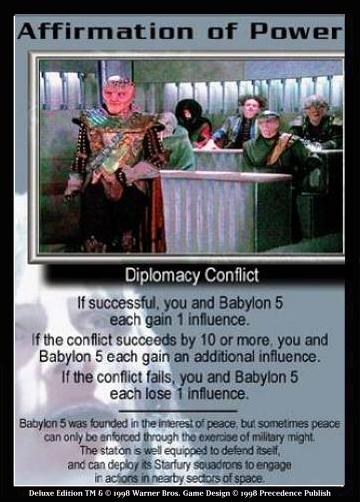 Affirmation of Power
Diplomacy Conflict
If successful, you and Babylon 5
each gain 1 influence.
If the conflict succeeds by 10 or more, you and
Babylon 5 each gain an additional influence.
If the conflict fails, you and Babylon 5
each lose 1 influence.
Babylon 5 was founded in the interest of peace, but sometimes peace
can only be enforced through the exercise of military might.
The station is well equipped to defend itself,
and can deploy its Starfury squadrons to engage
in actions in nearby sectors of space.
Deluxe Edition TM & © 1998 Warner Bros. Game Design © 1998 Precedence Publish